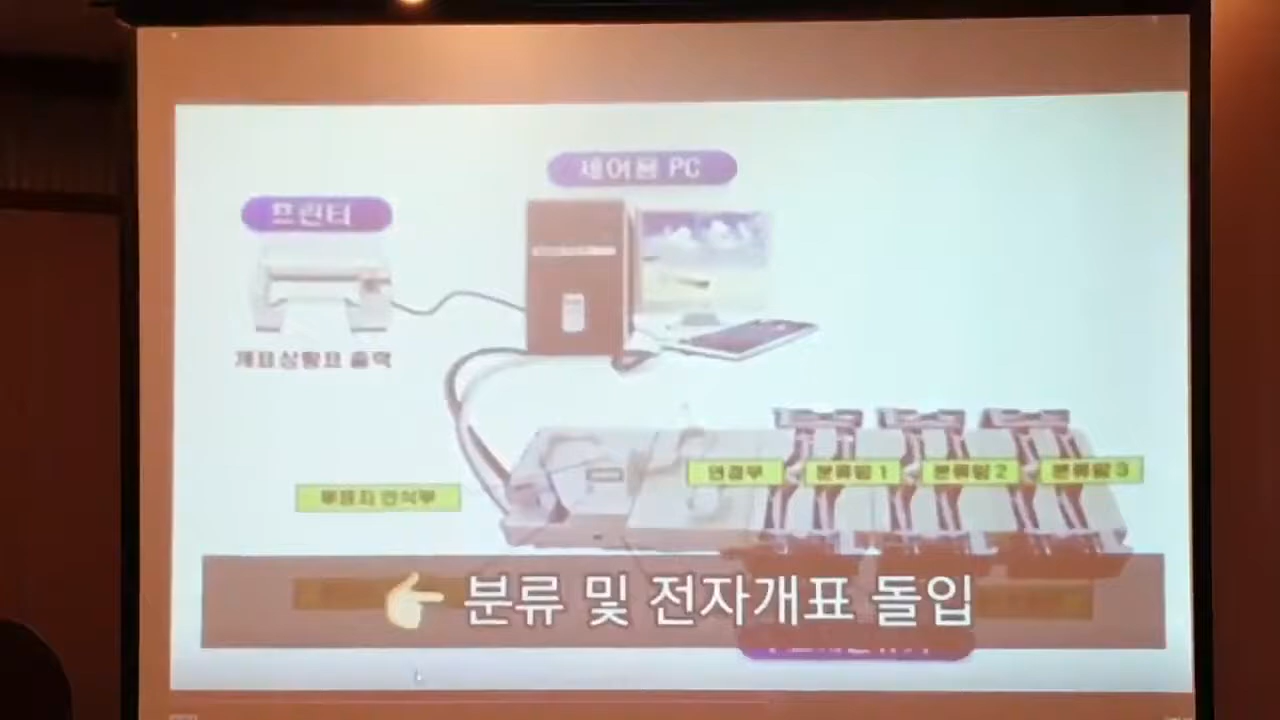 제어용 PC
프린터
개표상황표 출력
연결부
분류함 1
분류함 2
분류함 3
투표지 인식부
👉 분류 및 전자개표 돌입